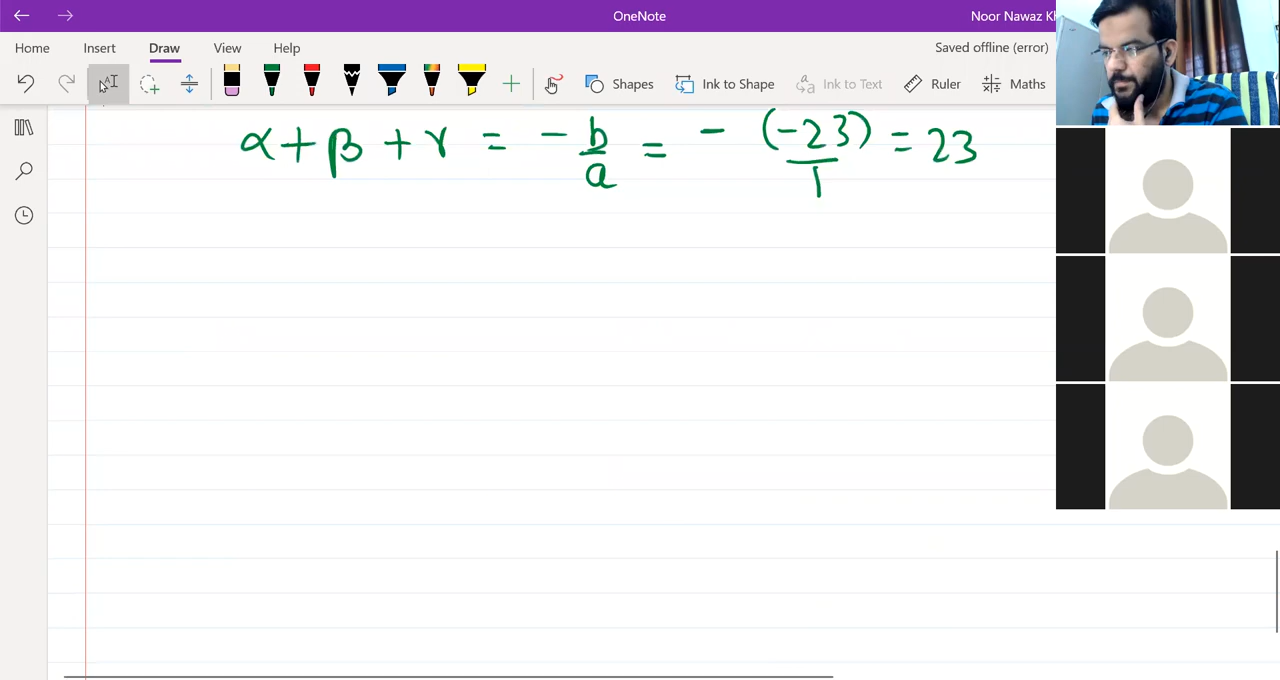 OneNote
Noor Nawaz Kh
Home Insert Draw View Help
Saved offline (error)
Shapes Ink to Shape Ink to Text Ruler Maths
α + β + γ = - b/a = - (-23)/1 = 23